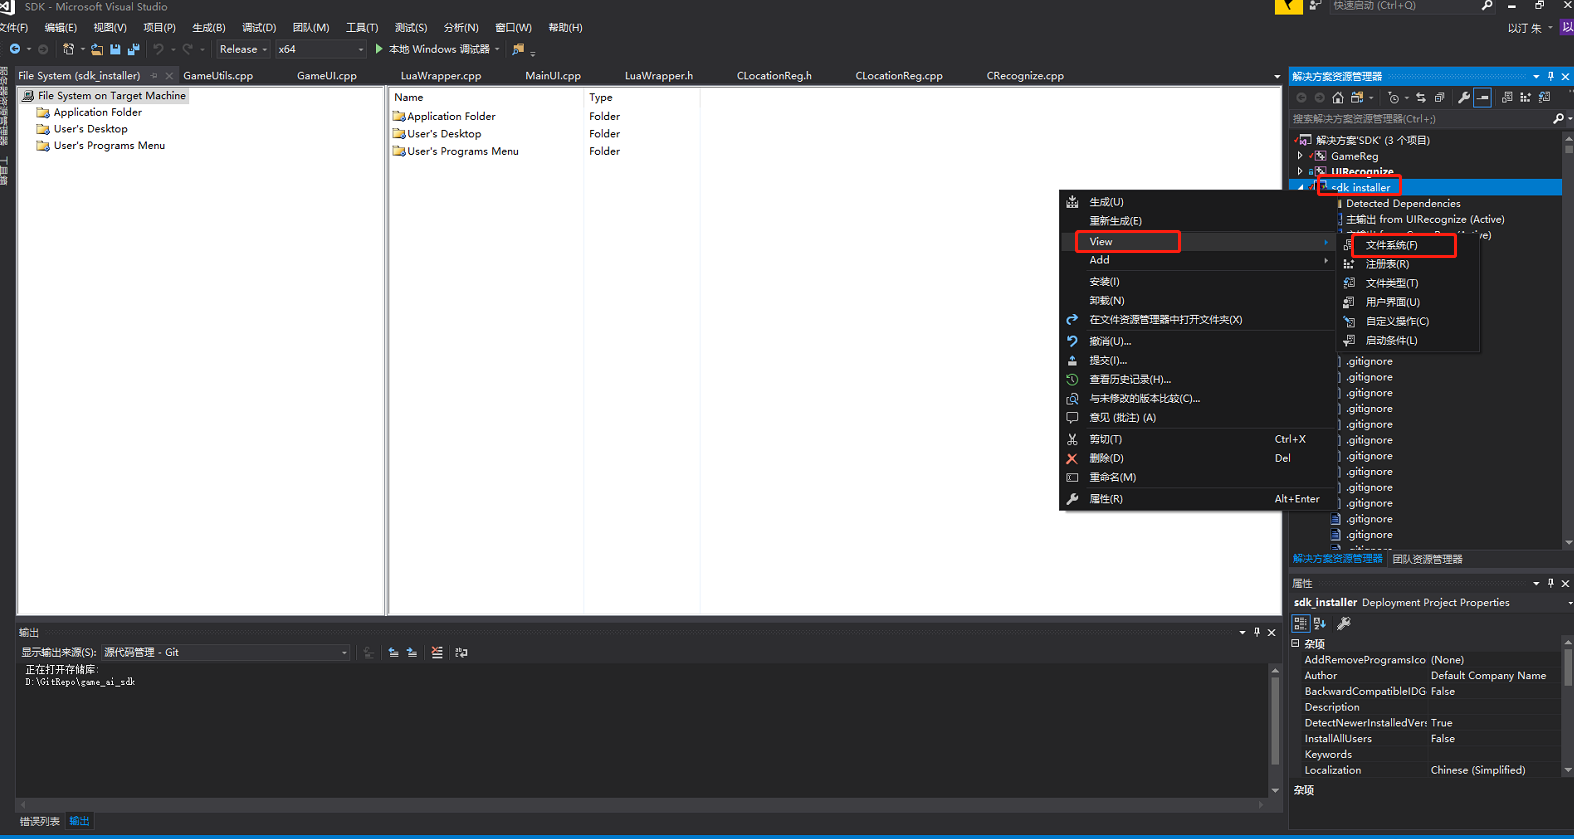 SDK - Microsoft Visual Studio
快速启动 (Ctrl+Q)
文件(F) 编辑(E) 视图(V) 项目(P) 生成(B) 调试(D) 团队(M) 工具(T) 测试(S) 分析(N) 窗口(W) 帮助(H)
以汀 朱
Release x64 本地 Windows 调试器
File System (sdk_installer) GameUtils.cpp GameUI.cpp LuaWrapper.cpp MainUI.cpp LuaWrapper.h CLocationReg.h CLocationReg.cpp CRecognize.cpp
服务器资源管理器
工具箱
File System on Target Machine
Application Folder
User's Desktop
User's Programs Menu
Name Type
Application Folder Folder
User's Desktop Folder
User's Programs Menu Folder
解决方案资源管理器
搜索解决方案资源管理器(Ctrl+;)
解决方案'SDK' (3 个项目)
GameReg
UIRecognize
sdk_installer
Detected Dependencies
主输出 from UIRecognize (Active)
生成(U)
重新生成(E)
View
Add
安装(I)
卸载(N)
在文件资源管理器中打开文件夹(X)
撤消(U)...
提交(I)...
查看历史记录(H)...
与未修改的版本比较(C)...
意见 (批注) (A)
剪切(T) Ctrl+X
删除(D) Del
重命名(M)
属性(R) Alt+Enter
文件系统(F)
注册表(R)
文件类型(T)
用户界面(U)
自定义操作(C)
启动条件(L)
.gitignore
.gitignore
.gitignore
.gitignore
.gitignore
.gitignore
.gitignore
.gitignore
.gitignore
.gitignore
.gitignore
.gitignore
解决方案资源管理器 团队资源管理器
属性
sdk_installer Deployment Project Properties
杂项
AddRemoveProgramsIco (None)
Author Default Company Name
BackwardCompatibleIDG False
Description
DetectNewerInstalledVers True
InstallAllUsers False
Keywords
Localization Chinese (Simplified)
杂项
输出
显示输出来源(S): 源代码管理 - Git
正在打开存储库:
D:\GitRepo\game_ai_sdk
错误列表 输出